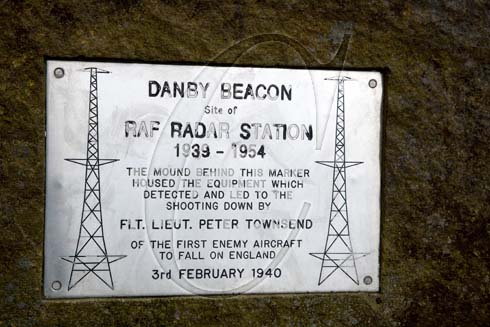 DANBY BEACON
Site of
RAF RADAR STATION
1939 - 1954
THE MOUND BEHIND THIS MARKER
HOUSED THE EQUIPMENT WHICH
DETECTED AND LED TO THE
SHOOTING DOWN BY
FLT. LIEUT. PETER TOWNSEND
OF THE FIRST ENEMY AIRCRAFT
TO FALL ON ENGLAND
3rd FEBRUARY 1940